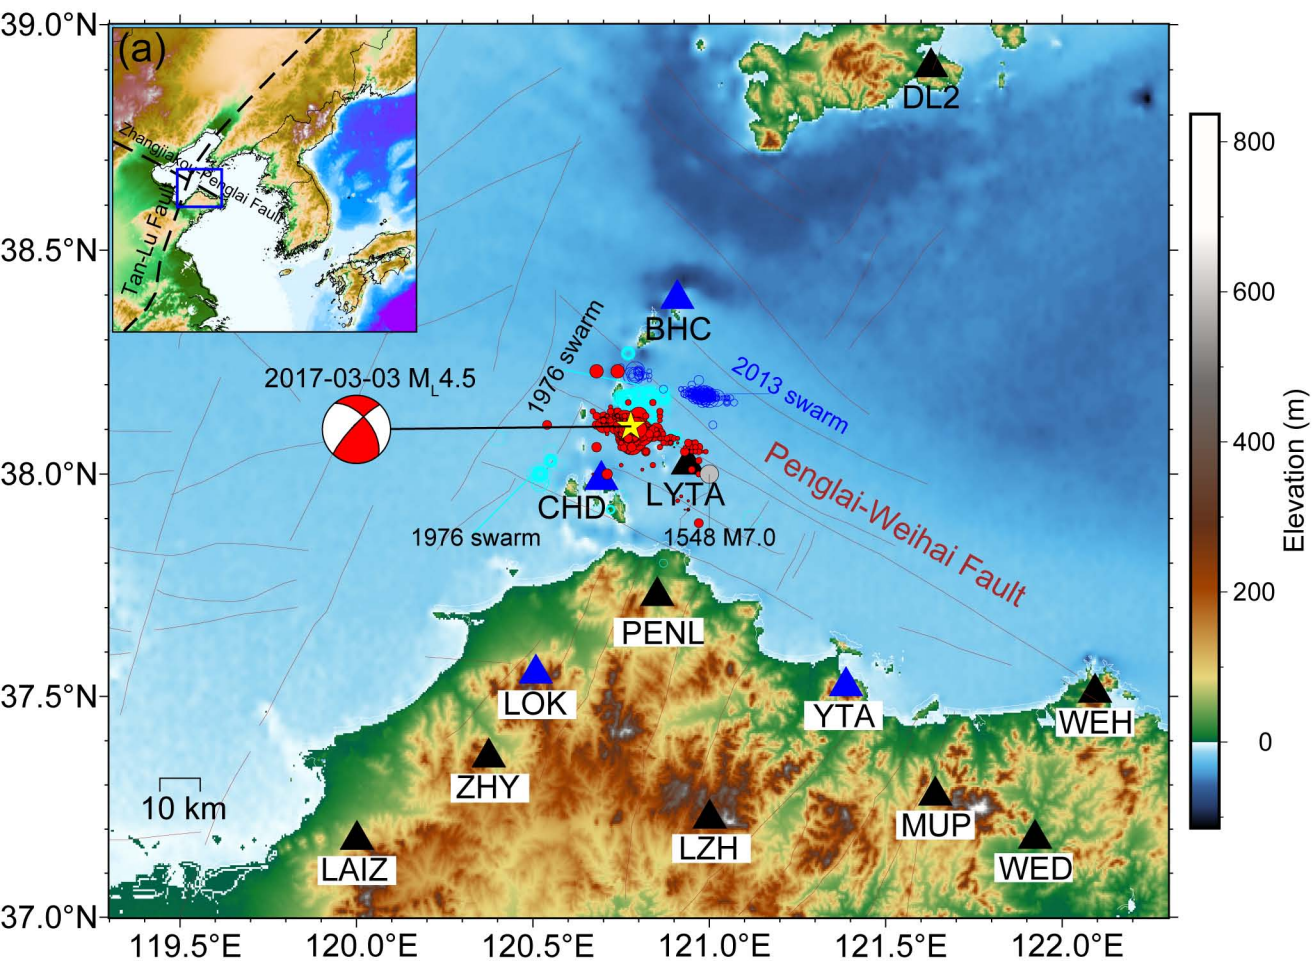 (a)
Zhangjiakou-Penglai Fault
Tan-Lu Fault
39.0°N
38.5°N
38.0°N
37.5°N
37.0°N
119.5°E
120.0°E
120.5°E
121.0°E
121.5°E
122.0°E
DL2
BHC
1976 swarm
2013 swarm
2017-03-03 ML4.5
Penglai-Weihai Fault
LYTA
CHD
1976 swarm
1548 M7.0
PENL
LOK
YTA
WEH
ZHY
10 km
MUP
LZH
WED
LAIZ
800
600
400
200
0
Elevation (m)